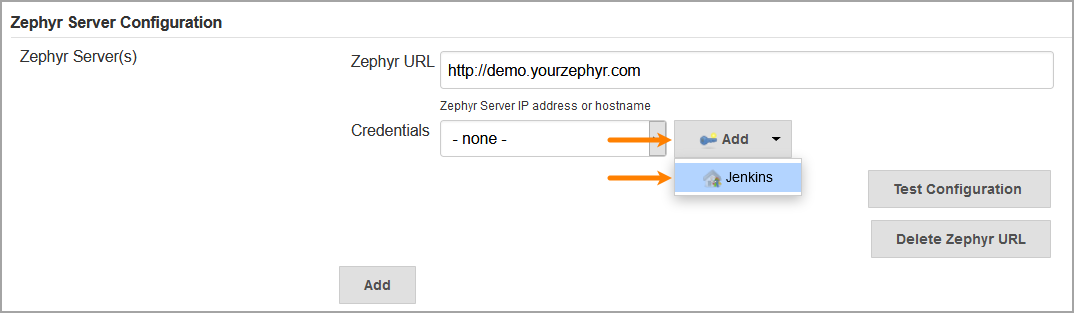 Zephyr Server Configuration
Zephyr Server(s)
Zephyr URL
http://demo.yourzephyr.com
Zephyr Server IP address or hostname
Credentials
- none -
Add
Jenkins
Test Configuration
Delete Zephyr URL
Add